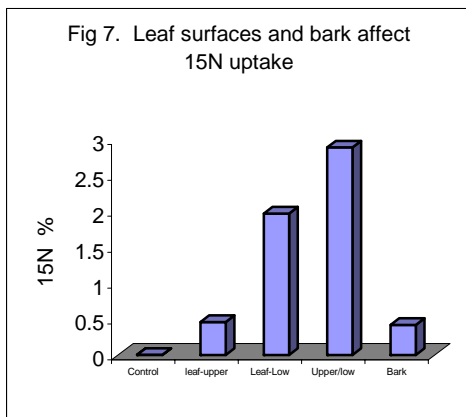 Fig 7.  Leaf surfaces and bark affect
15N uptake
3
2.5
2
1.5
1
0.5
0
15N  %
Control leaf-upper Leaf-Low Upper/low Bark